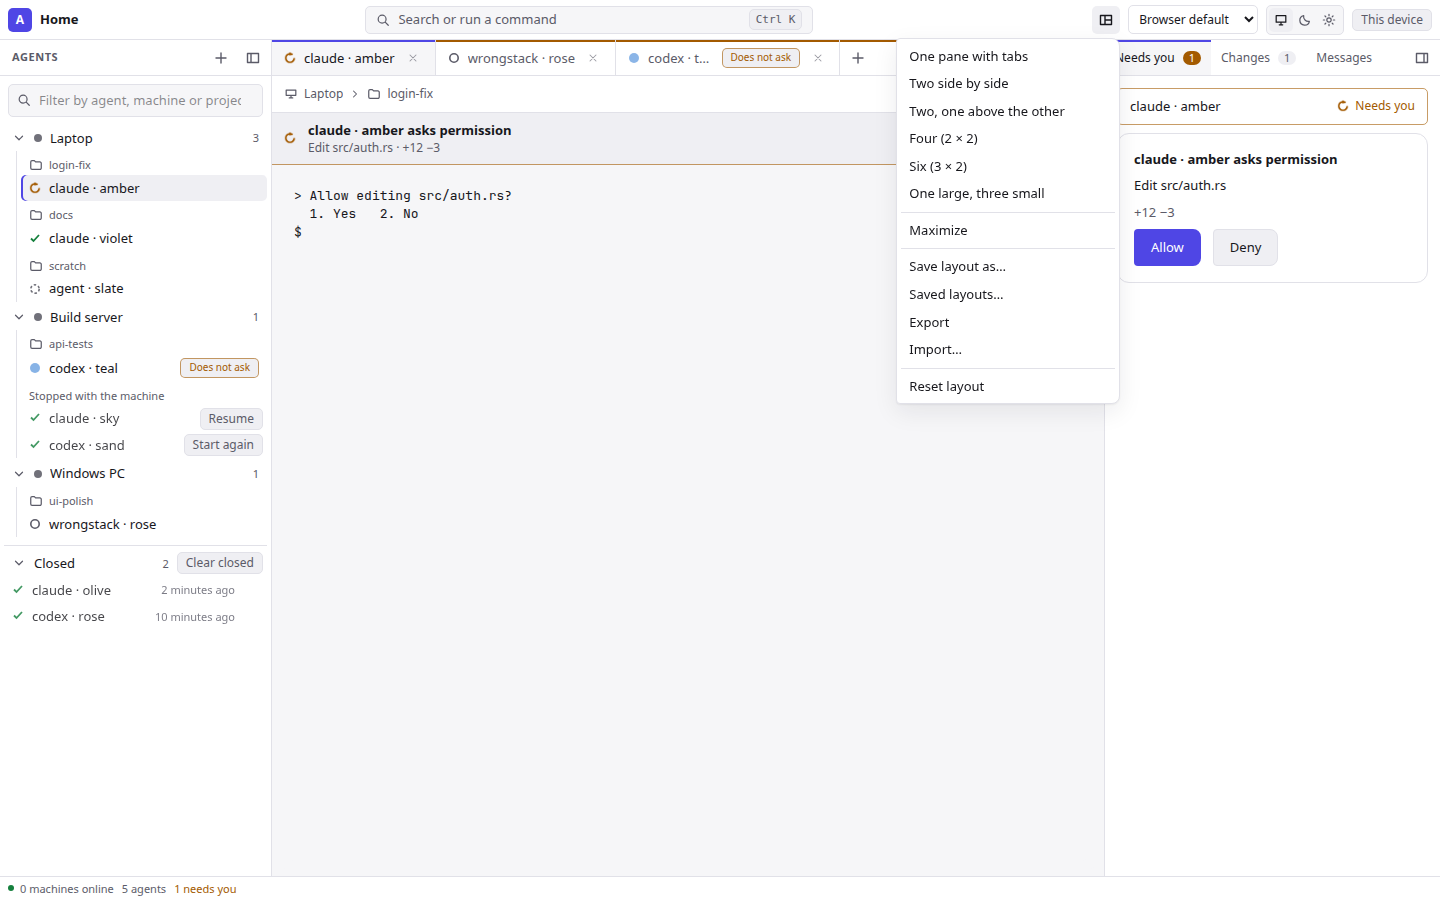 A Home
Search or run a command
Ctrl K
Browser default
This device
AGENTS
Filter by agent, machine or projec
Laptop 3
login-fix
claude · amber
docs
claude · violet
scratch
agent · slate
Build server 1
api-tests
codex · teal Does not ask
Stopped with the machine
claude · sky Resume
codex · sand Start again
Windows PC 1
ui-polish
wrongstack · rose
Closed 2 Clear closed
claude · olive 2 minutes ago
codex · rose 10 minutes ago
claude · amber
wrongstack · rose
codex · t... Does not ask
Laptop > login-fix
claude · amber asks permission
Edit src/auth.rs · +12 −3
> Allow editing src/auth.rs?
1. Yes 2. No
$
One pane with tabs
Two side by side
Two, one above the other
Four (2 × 2)
Six (3 × 2)
One large, three small
Maximize
Save layout as...
Saved layouts...
Export
Import...
Reset layout
Needs you 1
Changes 1
Messages
claude · amber Needs you
claude · amber asks permission
Edit src/auth.rs
+12 −3
Allow Deny
0 machines online 5 agents 1 needs you